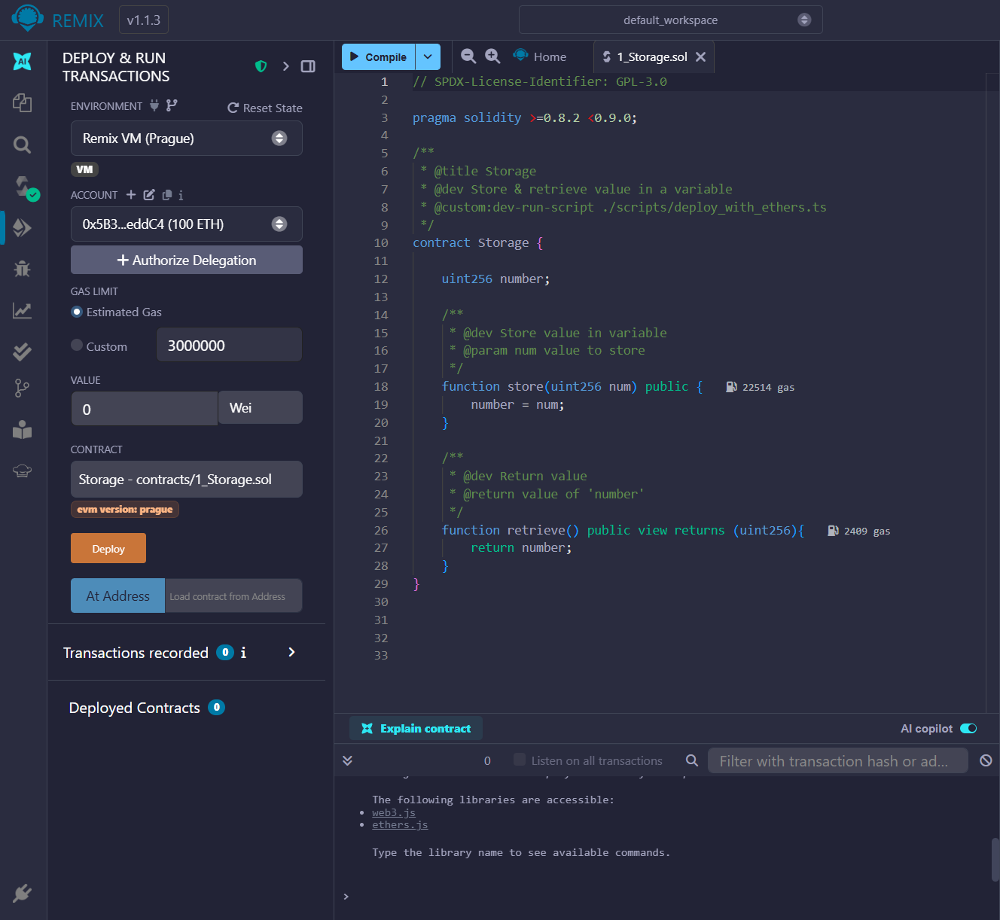 REMIX v1.1.3
default_workspace
DEPLOY & RUN
TRANSACTIONS
ENVIRONMENT
Reset State
Remix VM (Prague)
VM
ACCOUNT
0x5B3...eddC4 (100 ETH)
Authorize Delegation
GAS LIMIT
Estimated Gas
Custom
3000000
VALUE
0
Wei
CONTRACT
Storage - contracts/1_Storage.sol
evm version: prague
Deploy
At Address
Load contract from Address
Transactions recorded 0 i
Deployed Contracts 0
AI
Compile
Home
1_Storage.sol
1 // SPDX-License-Identifier: GPL-3.0
2
3 pragma solidity >=0.8.2 <0.9.0;
4
5 /**
6 * @title Storage
7 * @dev Store & retrieve value in a variable
8 * @custom:dev-run-script ./scripts/deploy_with_ethers.ts
9 */
10 contract Storage {
11
12 uint256 number;
13
14 /**
15 * @dev Store value in variable
16 * @param num value to store
17 */
18 function store(uint256 num) public { 22514 gas
19 number = num;
20 }
21
22 /**
23 * @dev Return value
24 * @return value of 'number'
25 */
26 function retrieve() public view returns (uint256){ 2409 gas
27 return number;
28 }
29 }
30
31
32
33
Explain contract
AI copilot
0
Listen on all transactions
Filter with transaction hash or ad...
The following libraries are accessible:
• web3.js
• ethers.js
Type the library name to see available commands.
>